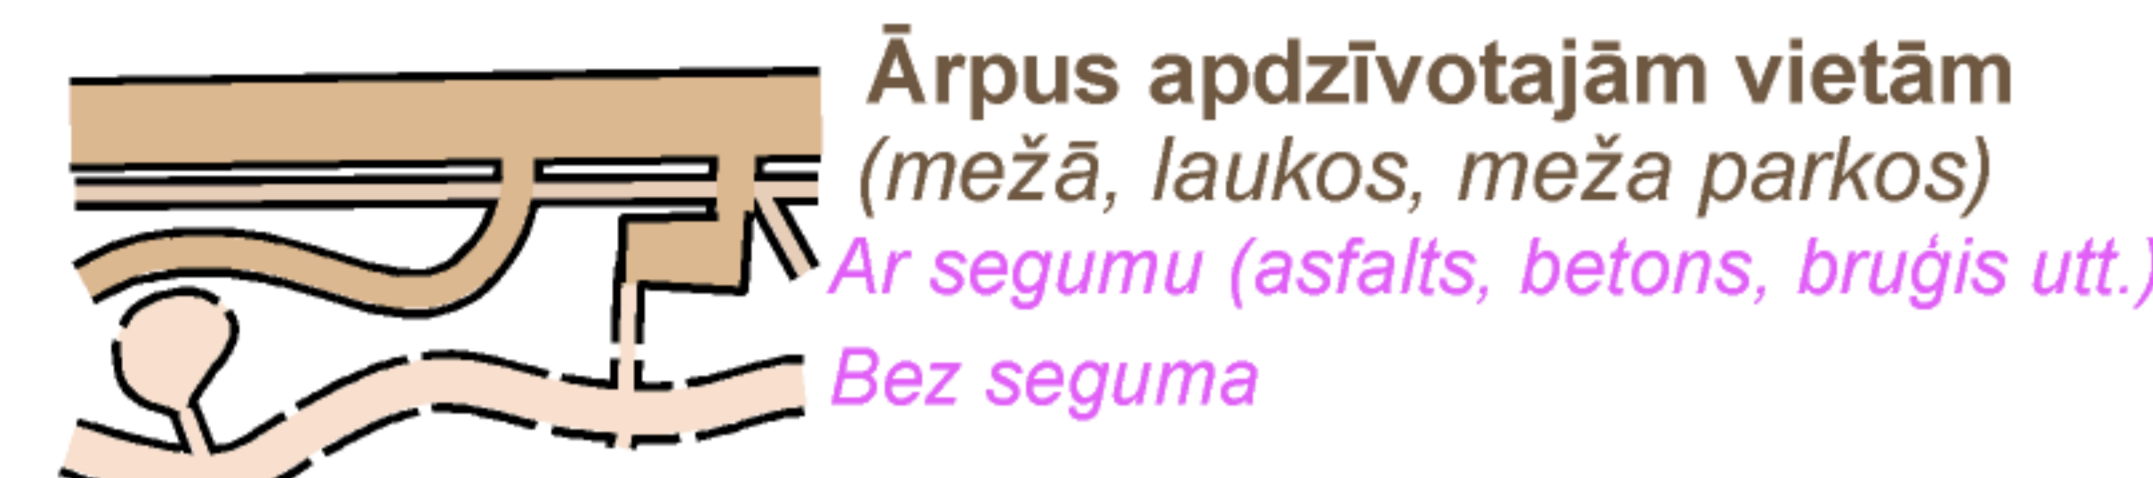 Ārpus apdzīvotajām vietām
(mežā, laukos, meža parkos)
Ar segumu (asfalts, betons, bruģis utt.)
Bez seguma